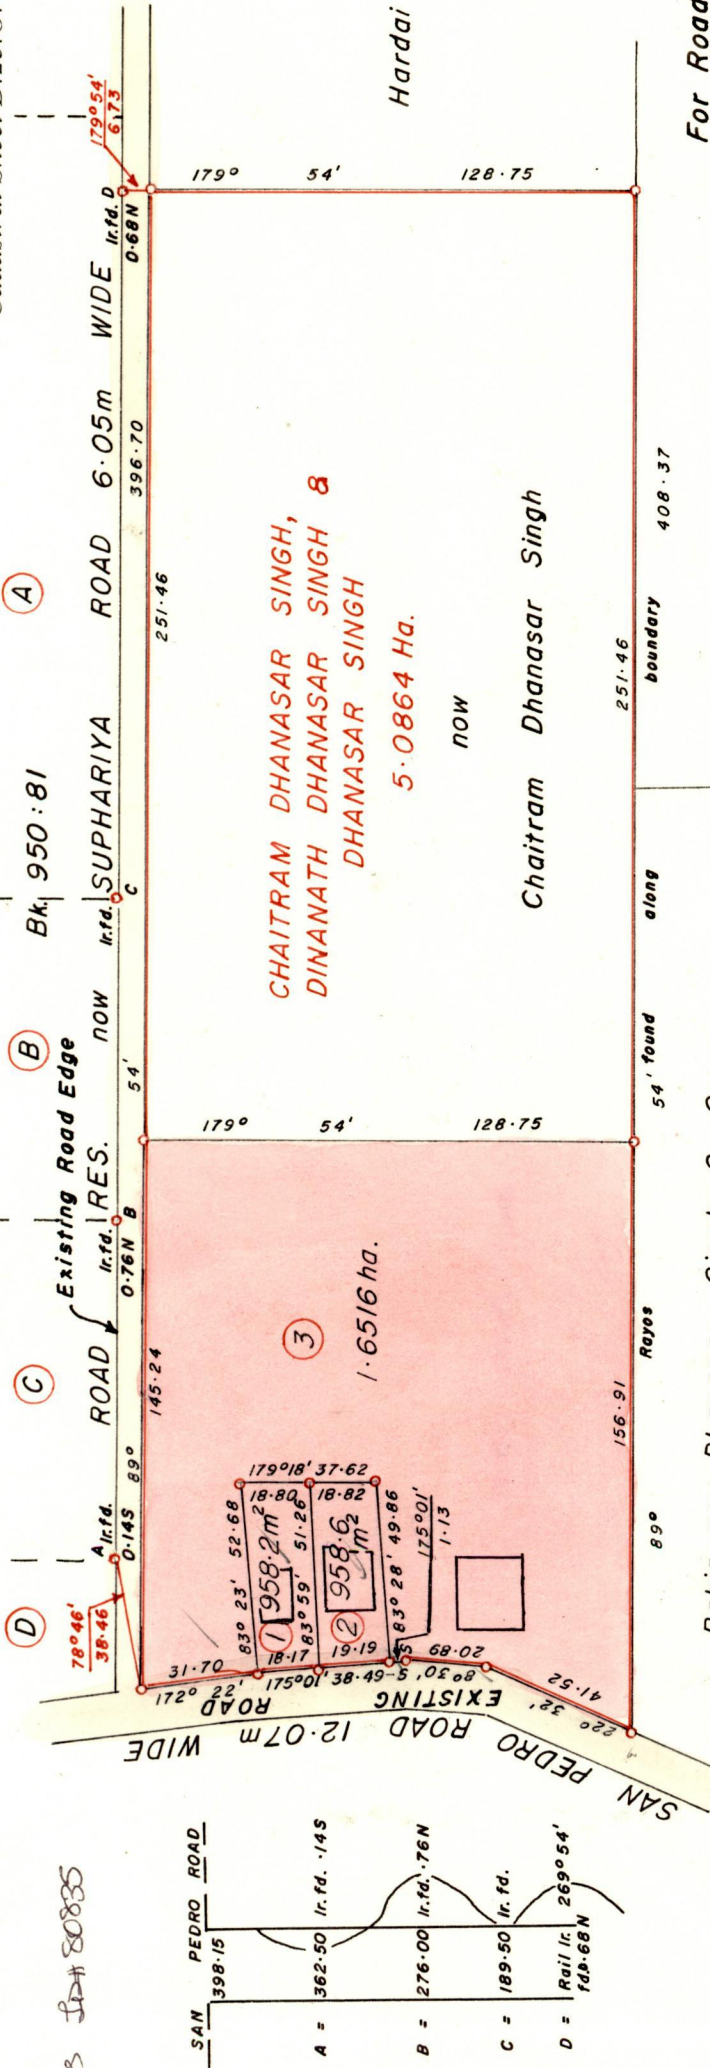 A
B
C
D
Bk. 950:81
Existing Road Edge
ROAD RES. now SUPHARIYA ROAD 6·05m WIDE
A Ir.fd.
0·14S
Ir.fd. B
0·76N
Ir.fd. C
Ir.fd. D
0·68N
78°46'
38·46
179°54'
6·73
89° 54' 396·70
145·24
251·46
179° 54' 128·75
179° 54' 128·75
Hardai
CHAITRAM DHANASAR SINGH,
DINANATH DHANASAR SINGH &
DHANASAR SINGH
5·0864 Ha.
now
Chaitram Dhanasar Singh
3
1·6516 ha.
179°18' 37·62
18·80
18·82
83° 23' 52·68
1
958·2m²
83° 59' 51·26
2
958·6
m²
83° 28' 49·86
175°01'
1·13
31·70
172° 22'
18·17
19·19
175°10' 38·49
8°30'
20·89
41·52
22° 32'
EXISTING ROAD
SAN PEDRO ROAD 12·07m WIDE
156·91
251·46
89° 54' found along boundary 408·37
Rayos
For Road
80835
SAN PEDRO ROAD
398·15
A = 362·50 Ir.fd. ·14S
B = 276·00 Ir.fd. ·76N
C = 189·50 Ir.fd.
D = Rail Ir. 269°54'
fd.0·68N